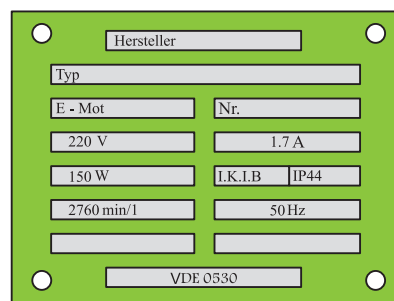 Hersteller
Typ
E - Mot Nr.
220 V 1.7 A
150 W I.K.I.B IP44
2760 min/1 50 Hz
VDE 0530